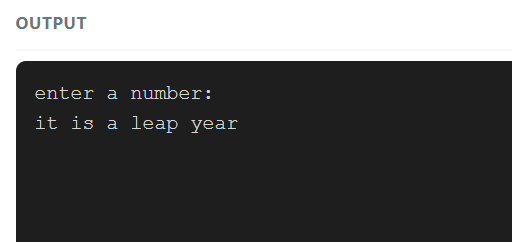 OUTPUT
enter a number:
it is a leap year